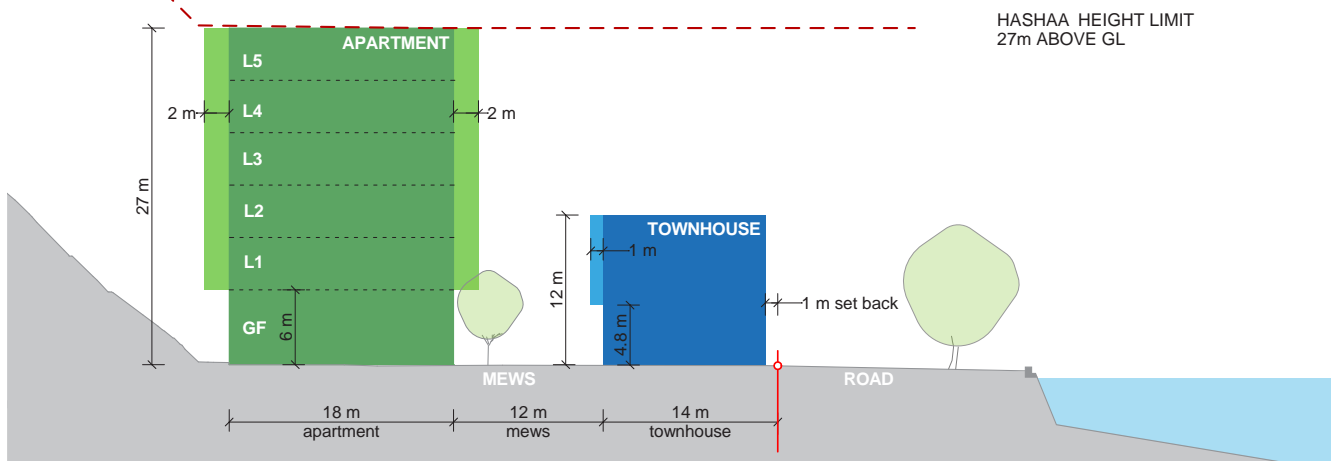 HASHAA HEIGHT LIMIT
27m ABOVE GL
APARTMENT
L5
2 m
L4
2 m
L3
27 m
L2
TOWNHOUSE
L1
1 m
12 m
1 m set back
GF
6 m
4.8 m
MEWS
ROAD
18 m
apartment
12 m
mews
14 m
townhouse